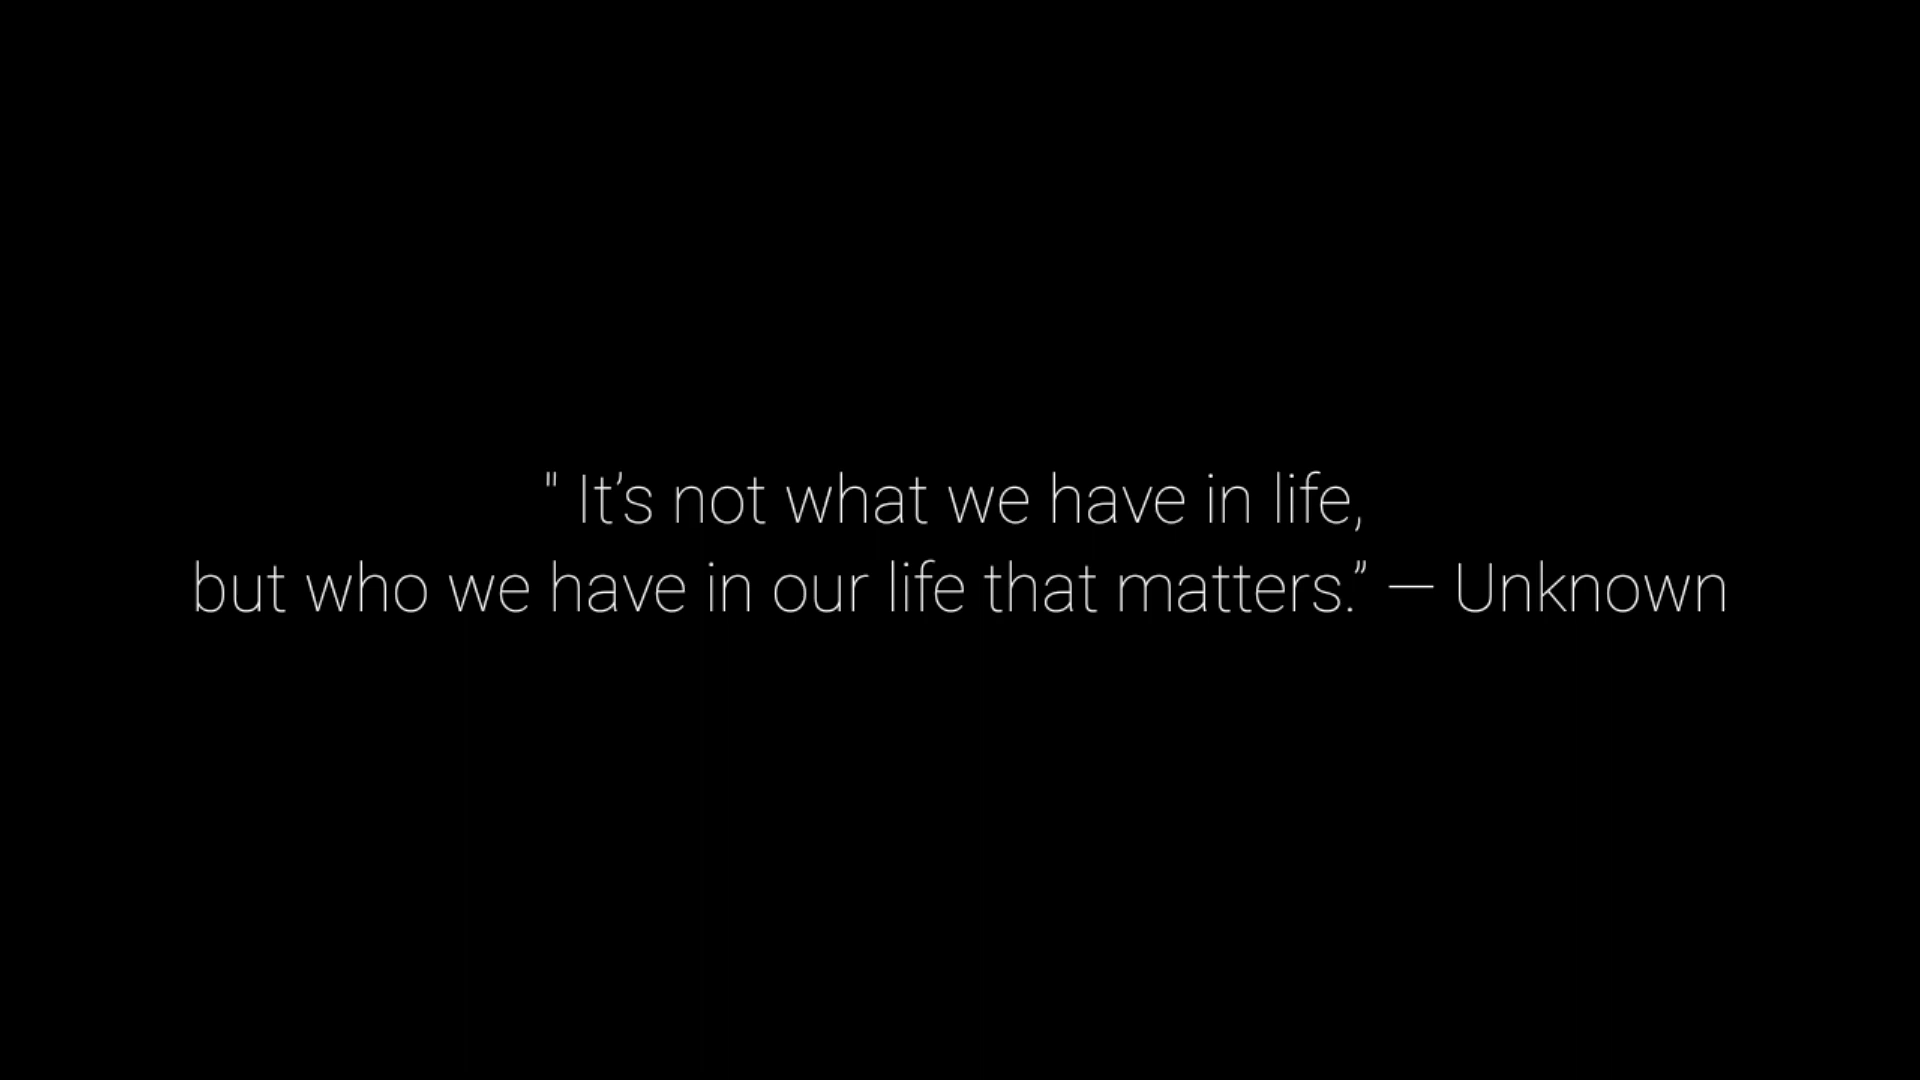 " It’s not what we have in life,
but who we have in our life that matters.” — Unknown